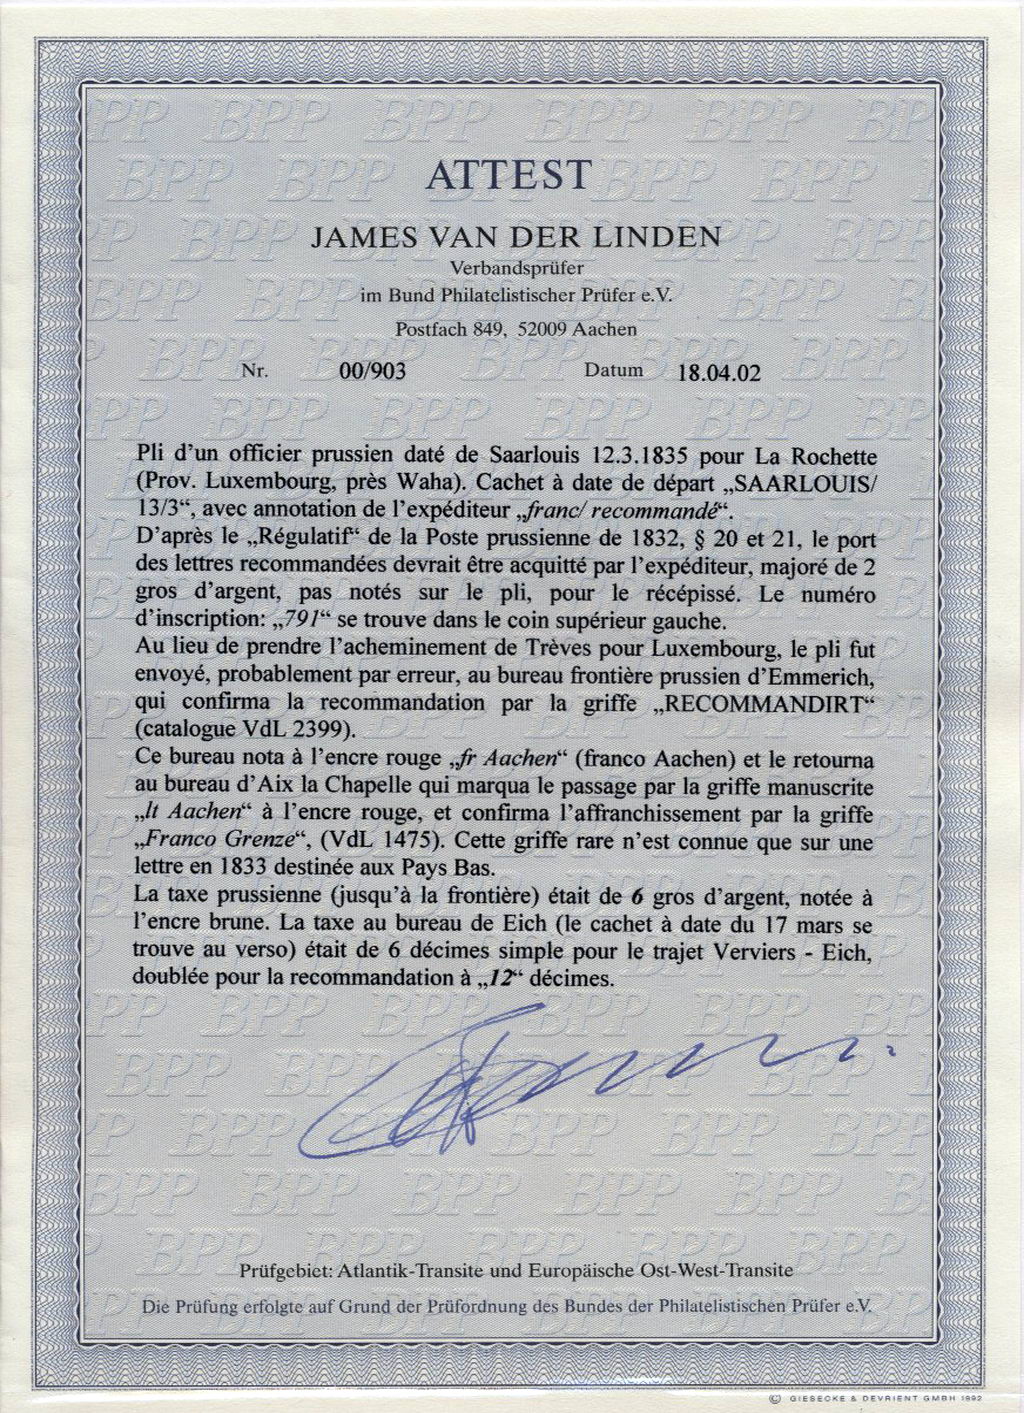 ATTEST
JAMES VAN DER LINDEN
Verbandsprüfer
im Bund Philatelistischer Prüfer e.V.
Postfach 849, 52009 Aachen
Nr. 00/903 Datum 18.04.02
Pli d'un officier prussien daté de Saarlouis 12.3.1835 pour La Rochette
(Prov. Luxembourg, près Waha). Cachet à date de départ „SAARLOUIS/
13/3“, avec annotation de l'expéditeur „franc/ recommandé“.
D'après le „Régulatif“ de la Poste prussienne de 1832, § 20 et 21, le port
des lettres recommandées devrait être acquitté par l'expéditeur, majoré de 2
gros d'argent, pas notés sur le pli, pour le récépissé. Le numéro
d'inscription: „791“ se trouve dans le coin supérieur gauche.
Au lieu de prendre l'acheminement de Trèves pour Luxembourg, le pli fut
envoyé, probablement par erreur, au bureau frontière prussien d'Emmerich,
qui confirma la recommandation par la griffe „RECOMMANDIRT“
(catalogue VdL 2399).
Ce bureau nota à l'encre rouge „fr Aachen“ (franco Aachen) et le retourna
au bureau d'Aix la Chapelle qui marqua le passage par la griffe manuscrite
„lt Aachen“ à l'encre rouge, et confirma l'affranchissement par la griffe
„Franco Grenze“, (VdL 1475). Cette griffe rare n'est connue que sur une
lettre en 1833 destinée aux Pays Bas.
La taxe prussienne (jusqu'à la frontière) était de 6 gros d'argent, notée à
l'encre brune. La taxe au bureau de Eich (le cachet à date du 17 mars se
trouve au verso) était de 6 décimes simple pour le trajet Verviers - Eich,
doublée pour la recommandation à „12“ décimes.
Prüfgebiet: Atlantik-Transite und Europäische Ost-West-Transite
Die Prüfung erfolgte auf Grund der Prüfordnung des Bundes der Philatelistischen Prüfer e.V.
© GIESECKE & DEVRIENT GMBH 1992